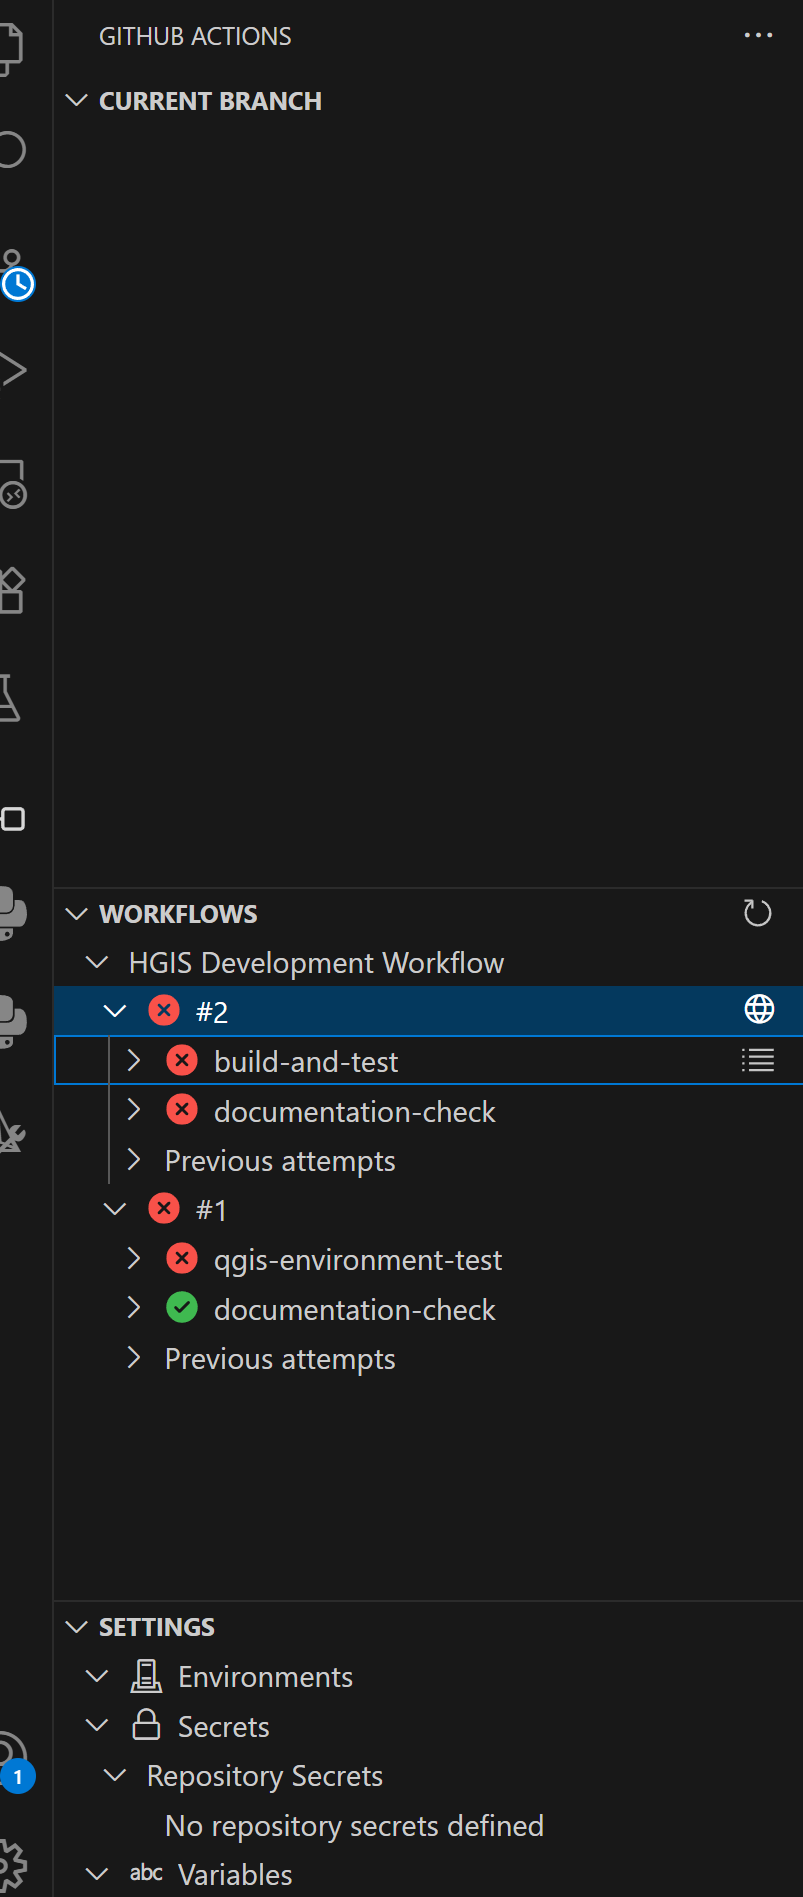 GITHUB ACTIONS
CURRENT BRANCH
WORKFLOWS
HGIS Development Workflow
#2
build-and-test
documentation-check
Previous attempts
#1
qgis-environment-test
documentation-check
Previous attempts
SETTINGS
Environments
Secrets
1
Repository Secrets
No repository secrets defined
abc Variables